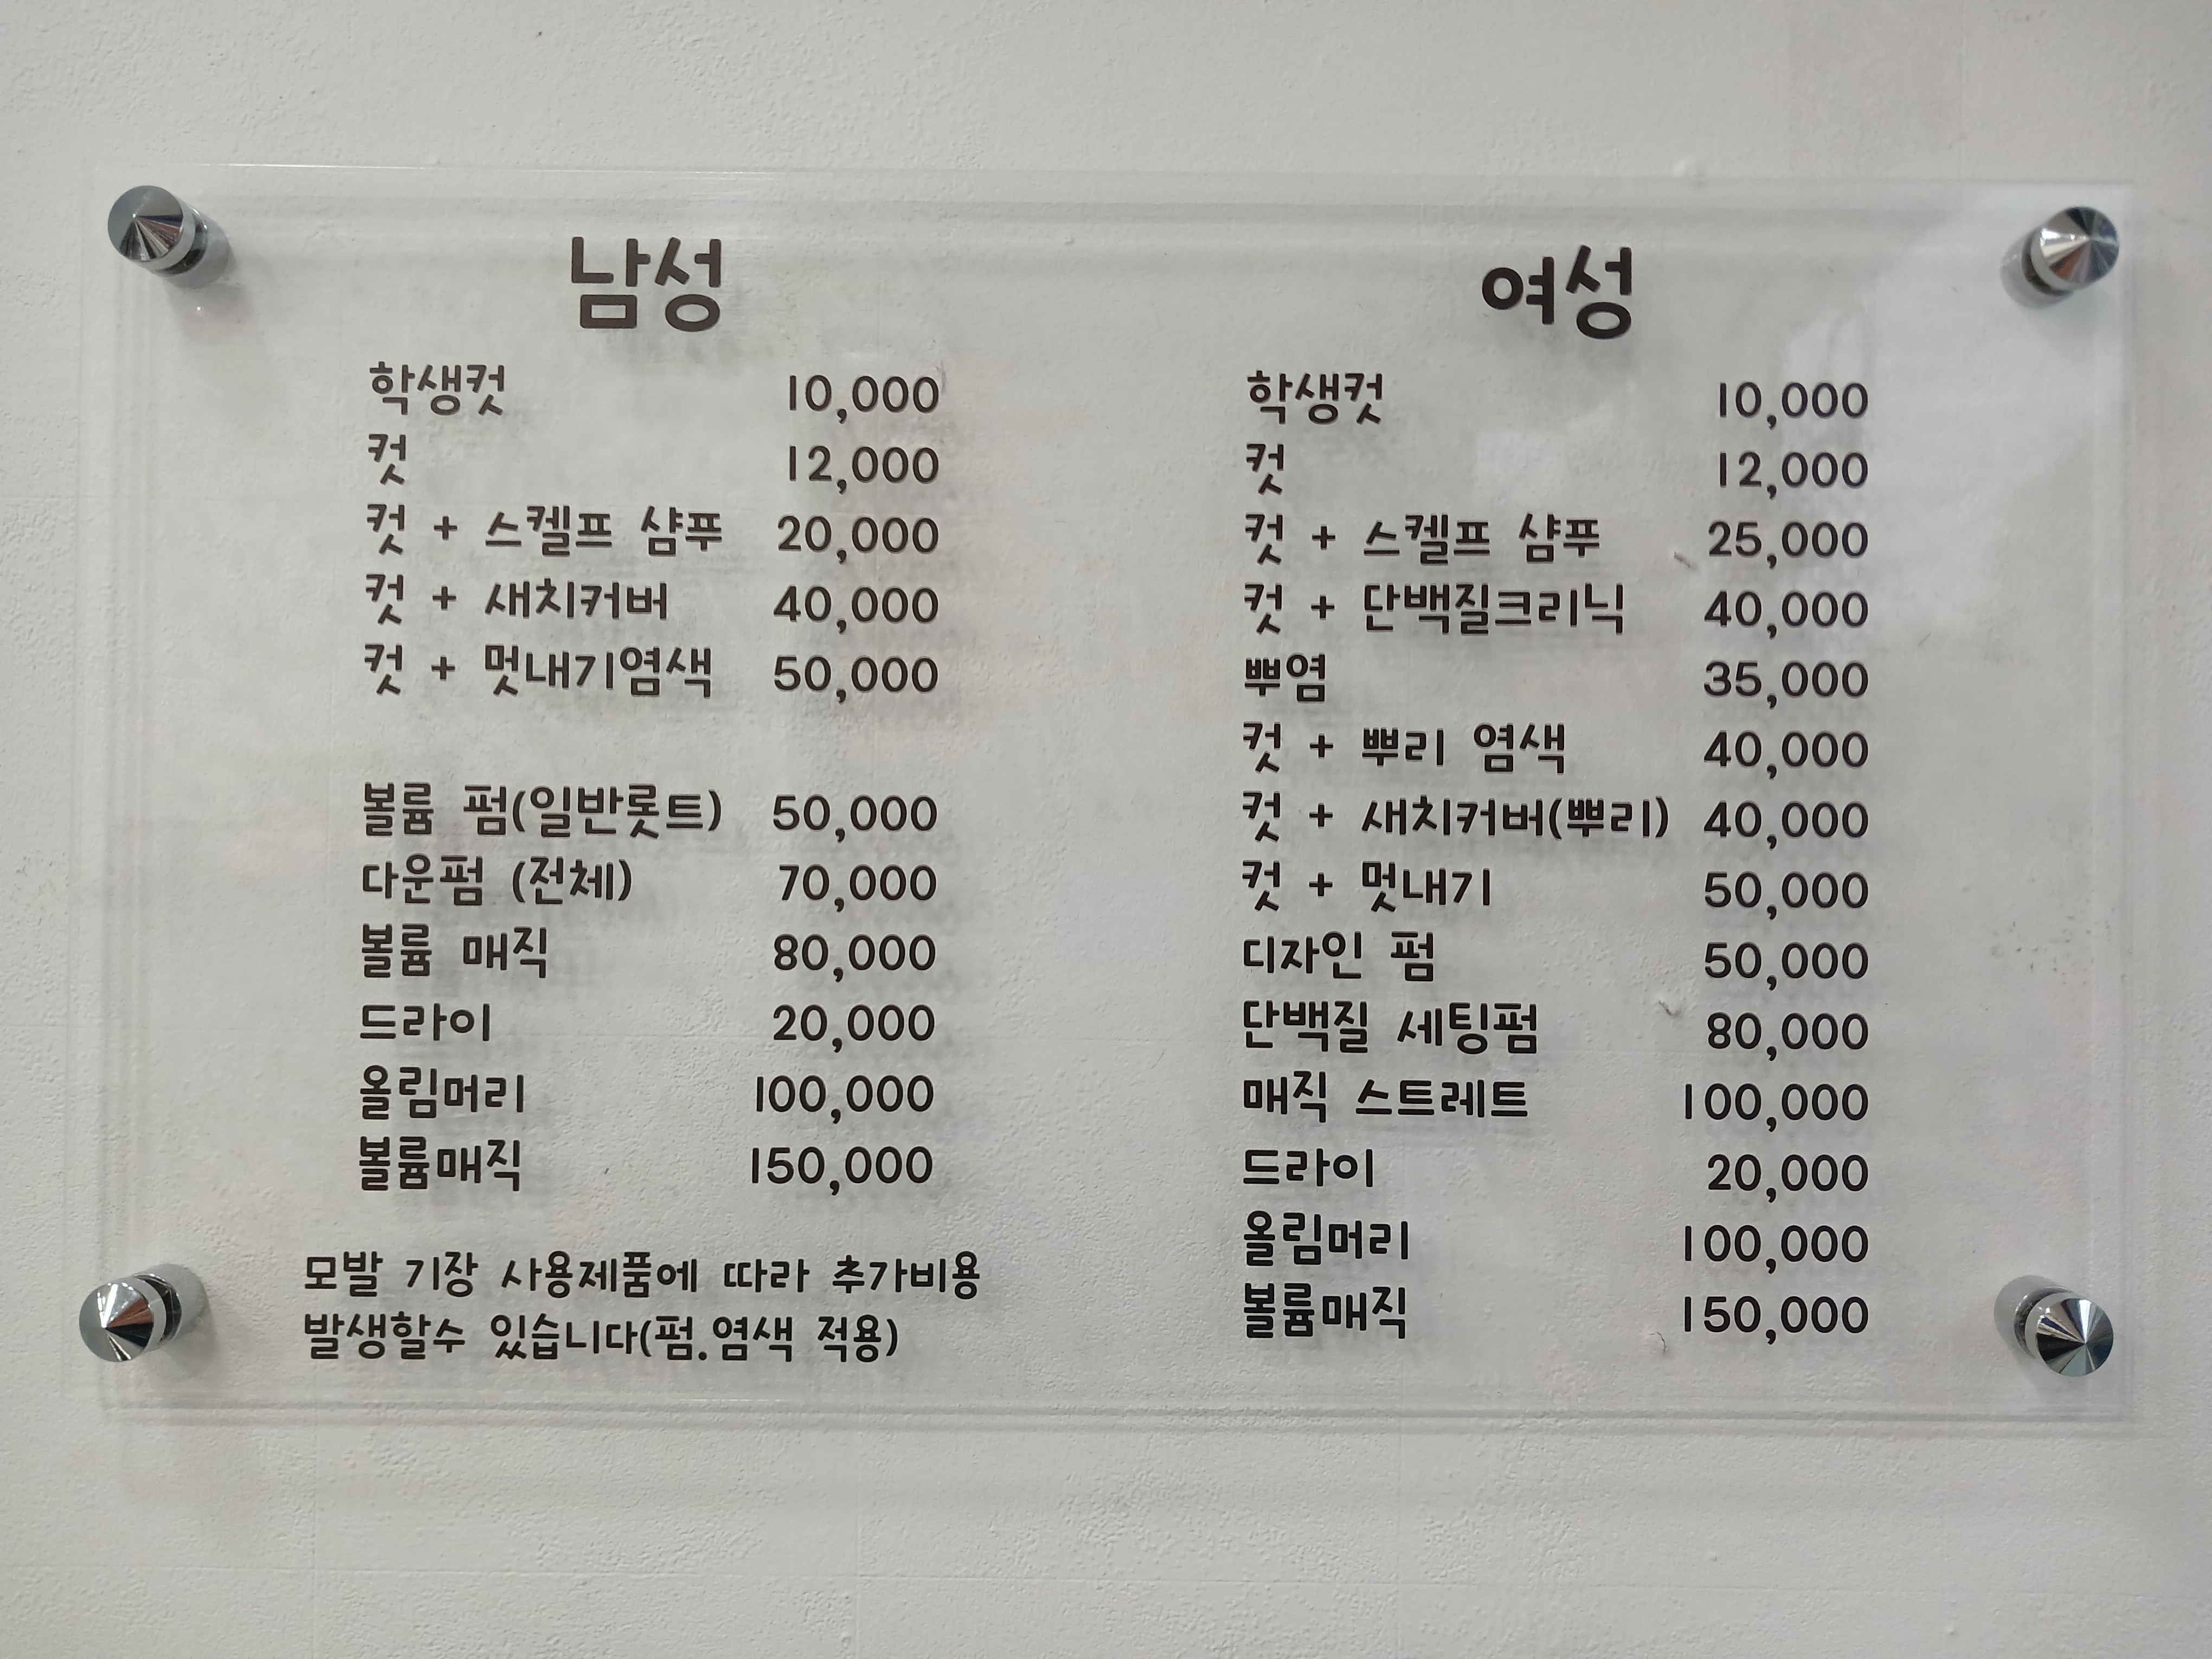 남성
학생컷 10,000
컷 12,000
컷 + 스켈프 샴푸 20,000
컷 + 새치커버 40,000
컷 + 멋내기염색 50,000
볼륨 펌(일반롯트) 50,000
다운펌 (전체) 70,000
볼륨 매직 80,000
드라이 20,000
올림머리 100,000
볼륨매직 150,000
모발 기장 사용제품에 따라 추가비용
발생할수 있습니다(펌.염색 적용)
여성
학생컷 10,000
컷 12,000
컷 + 스켈프 샴푸 25,000
컷 + 단백질크리닉 40,000
뿌염 35,000
컷 + 뿌리 염색 40,000
컷 + 새치커버(뿌리) 40,000
컷 + 멋내기 50,000
디자인 펌 50,000
단백질 세팅펌 80,000
매직 스트레트 100,000
드라이 20,000
올림머리 100,000
볼륨매직 150,000